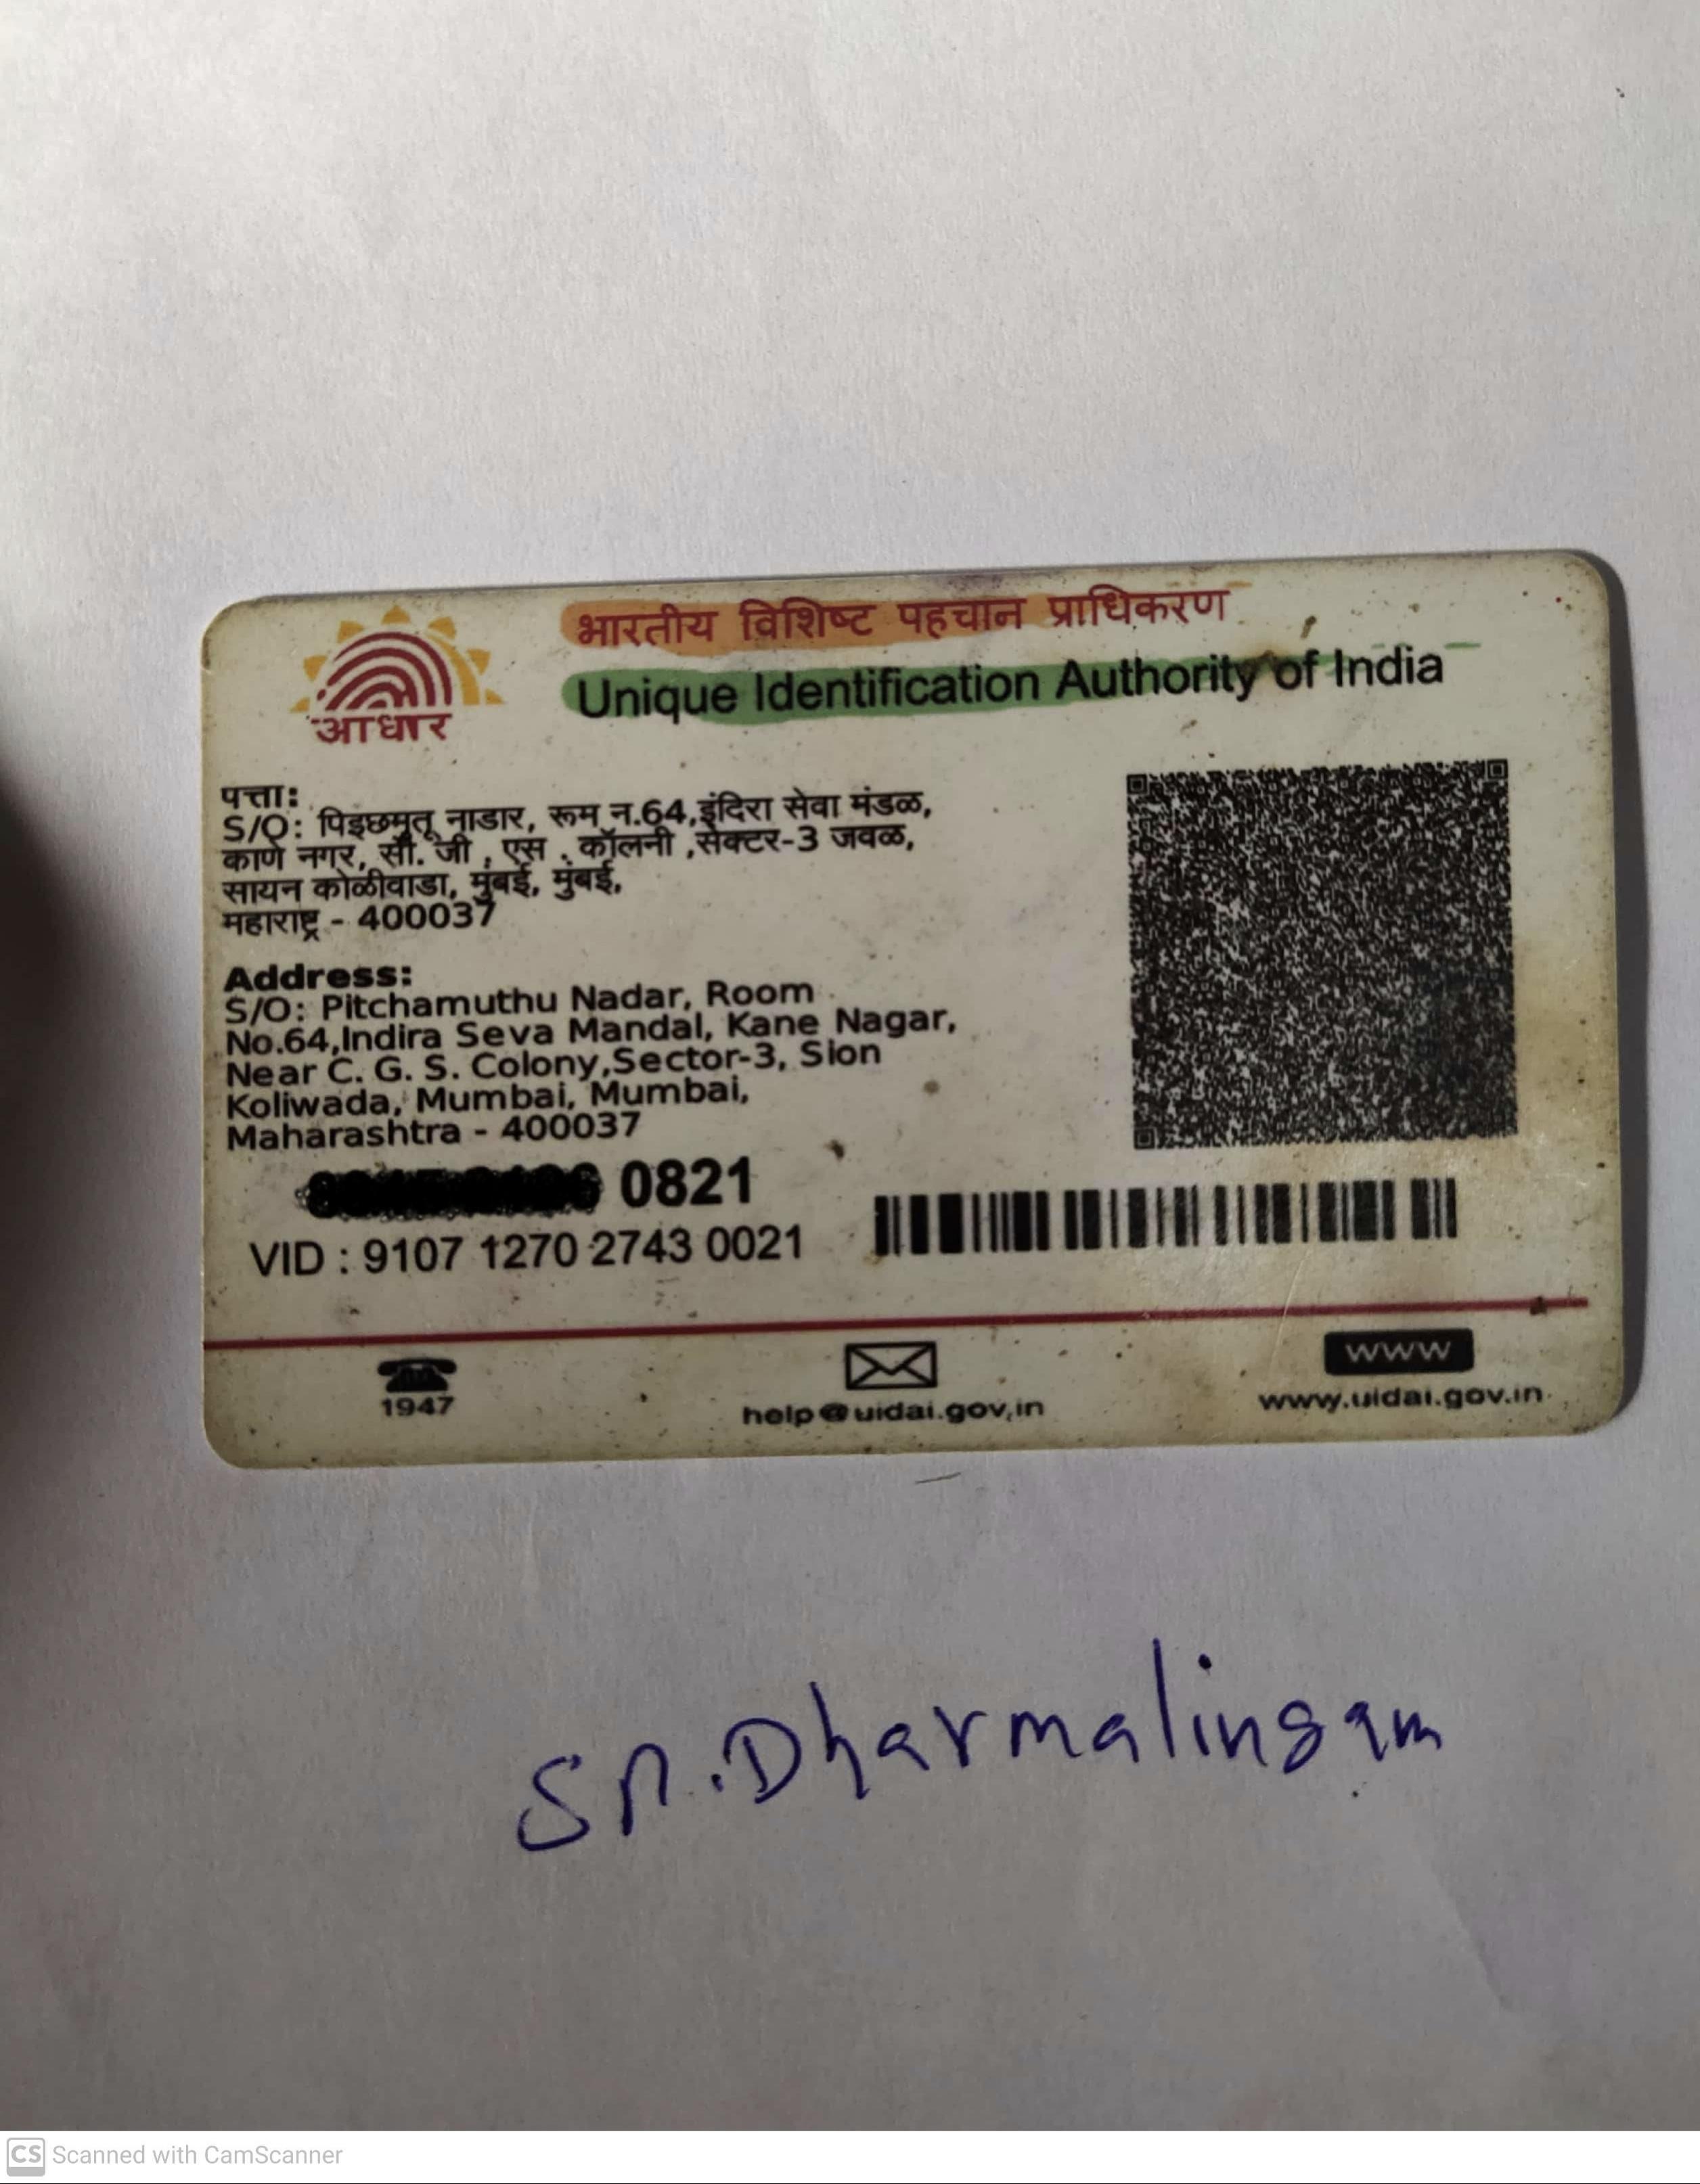 भारतीय विशिष्ट पहचान प्राधिकरण
Unique Identification Authority of India
आधार
पत्ता:
S/O: पिइछमुतू नाडार, रूम न.64,इंदिरा सेवा मंडळ,
काणे नगर, सी. जी . एस . कॉलनी ,सेक्टर-3 जवळ,
सायन कोळीवाडा, मुंबई, मुंबई,
महाराष्ट्र - 400037
Address:
S/O: Pitchamuthu Nadar, Room
No.64,Indira Seva Mandal, Kane Nagar,
Near C. G. S. Colony,Sector-3, Sion
Koliwada, Mumbai, Mumbai,
Maharashtra - 400037
0821
VID : 9107 1270 2743 0021
1947
help@uidai.gov.in
www
www.uidai.gov.in
SP.Dharmalingam
CS Scanned with CamScanner